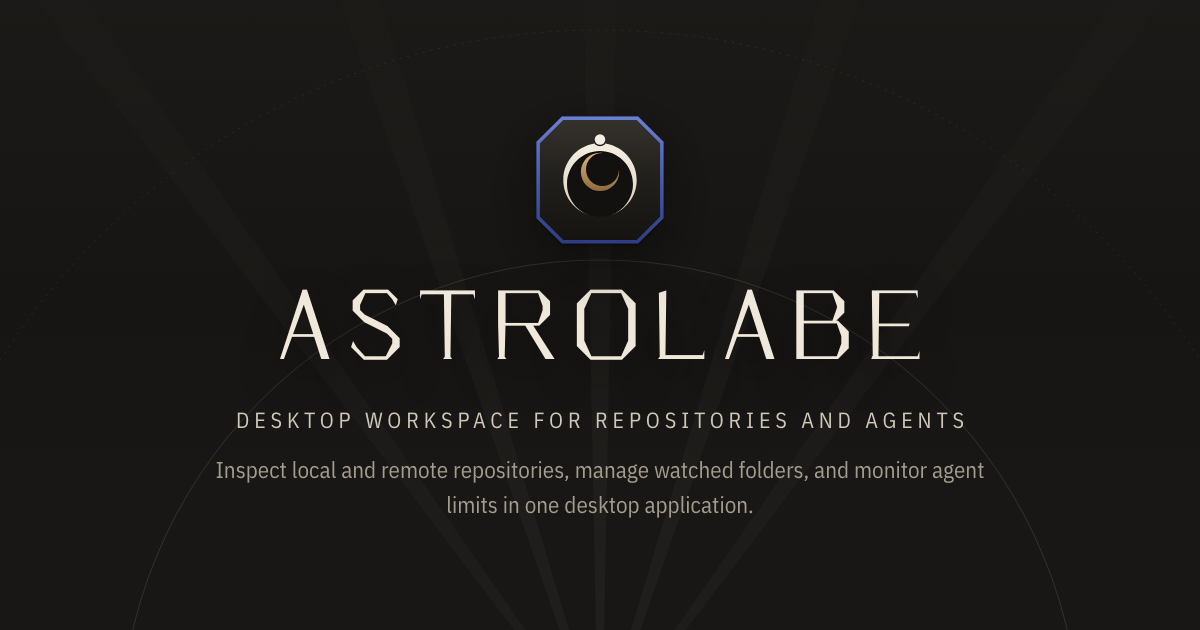 ASTROLABE
DESKTOP WORKSPACE FOR REPOSITORIES AND AGENTS
Inspect local and remote repositories, manage watched folders, and monitor agent
limits in one desktop application.